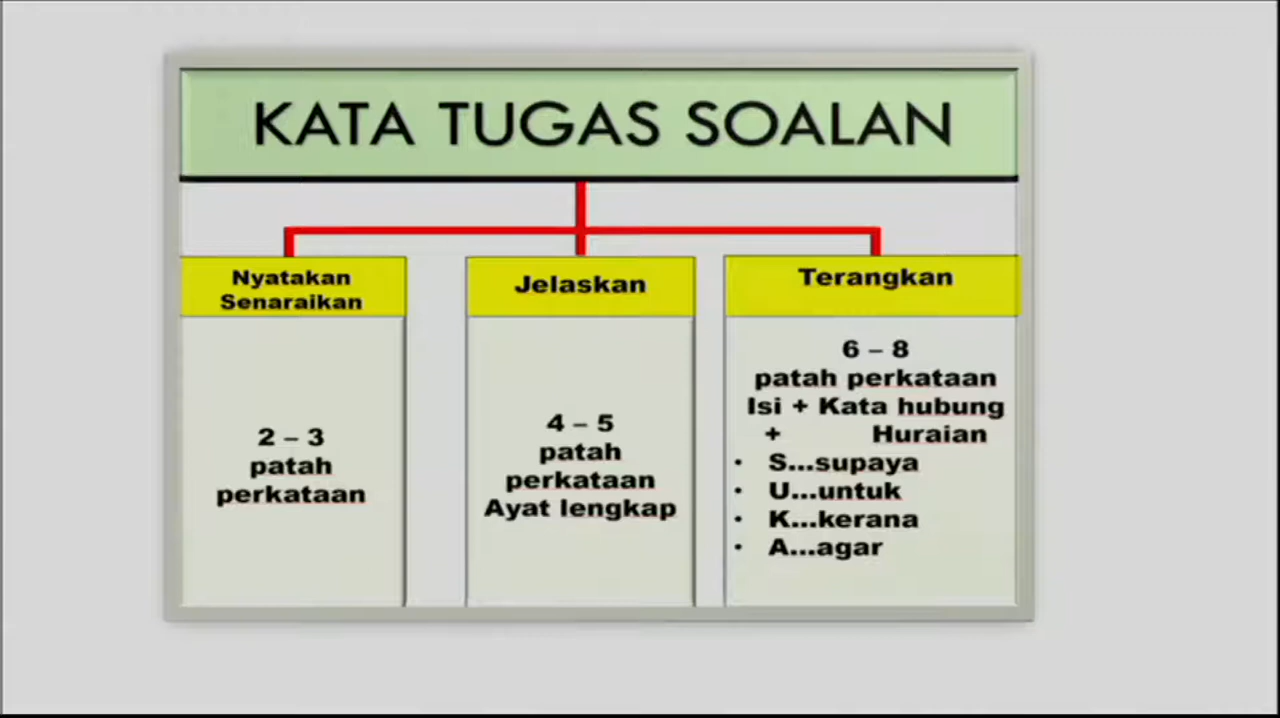 KATA TUGAS SOALAN
Nyatakan
Senaraikan
2 – 3
patah
perkataan
Jelaskan
4 – 5
patah
perkataan
Ayat lengkap
Terangkan
6 – 8
patah perkataan
Isi + Kata hubung
+ Huraian
• S...supaya
• U...untuk
• K...kerana
• A...agar